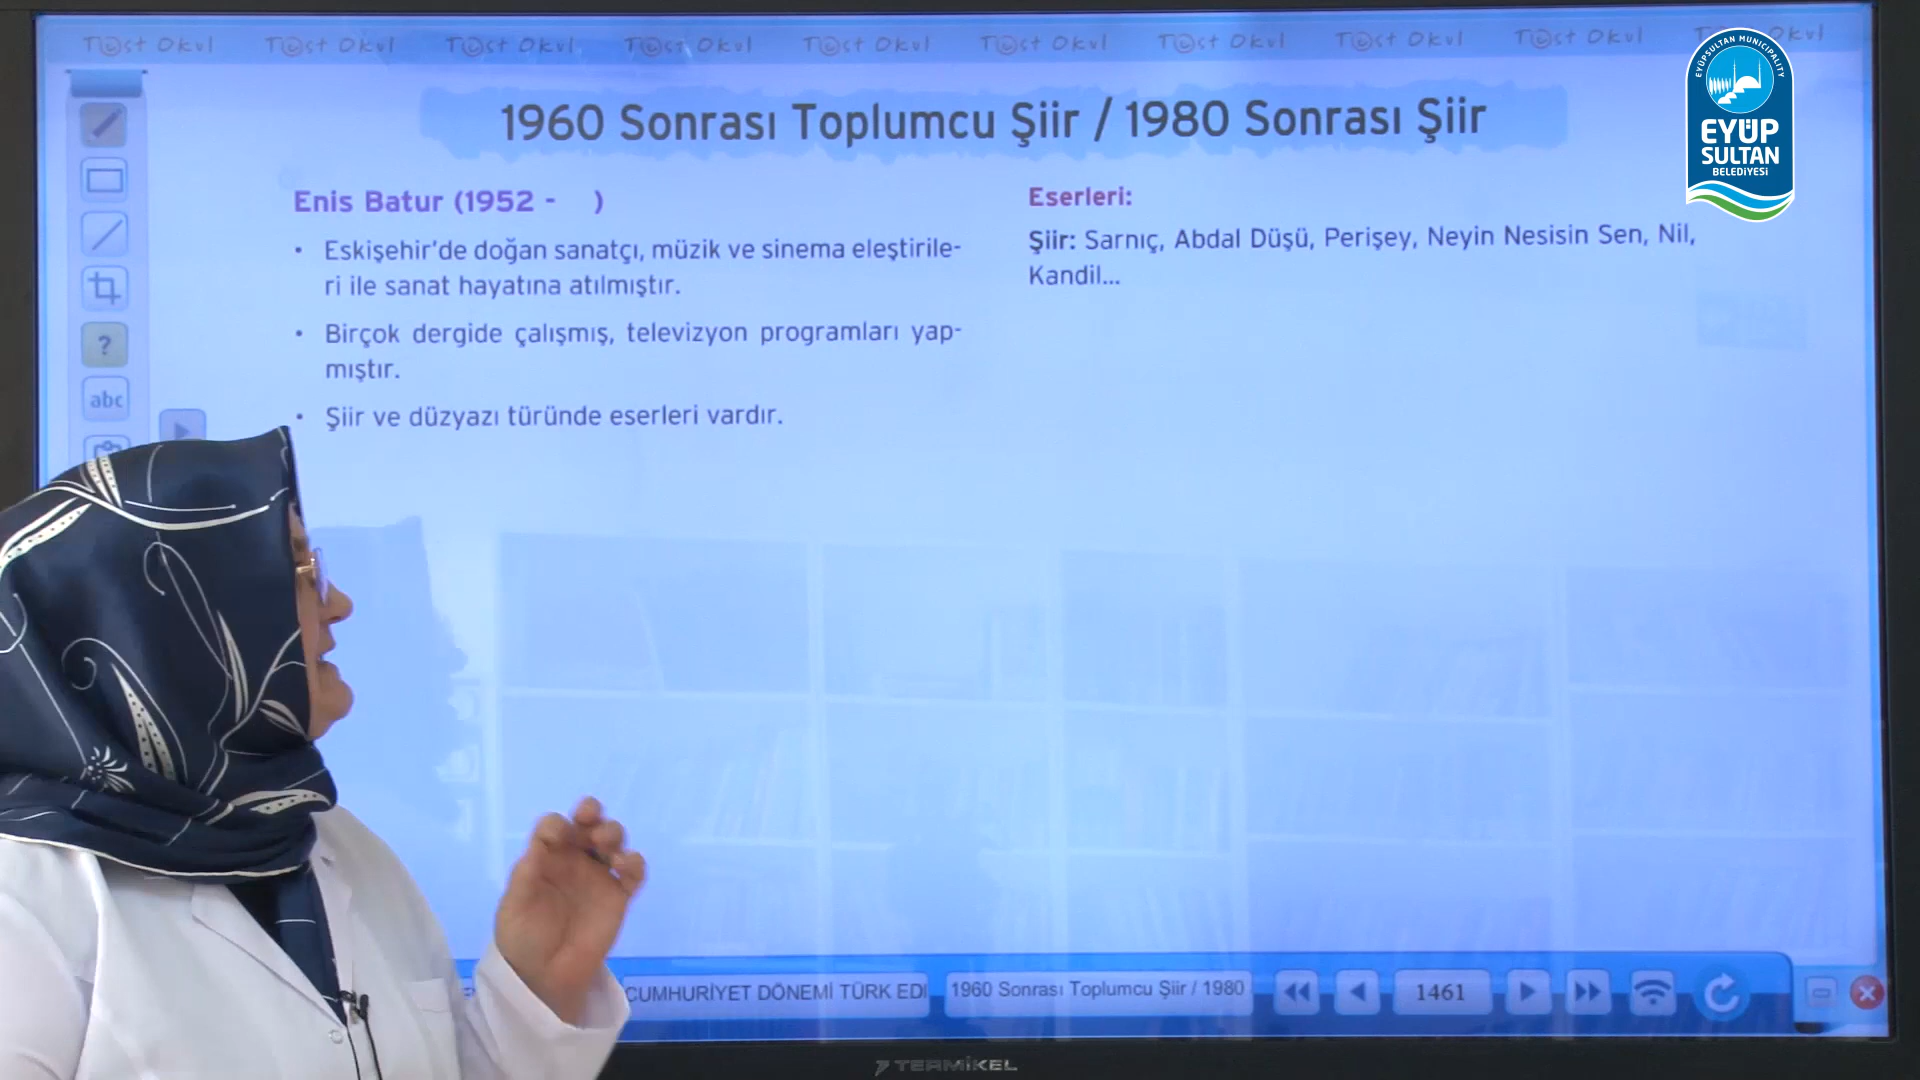 Test Okul Test Okul Test Okul Test Okul Test Okul Test Okul Test Okul Test Okul Test Okul Okul
EYÜPSULTAN MUNICIPALITY
EYÜP
SULTAN
BELEDİYESİ
1960 Sonrası Toplumcu Şiir / 1980 Sonrası Şiir
Enis Batur (1952 - )
• Eskişehir'de doğan sanatçı, müzik ve sinema eleştirile-
ri ile sanat hayatına atılmıştır.
• Birçok dergide çalışmış, televizyon programları yap-
mıştır.
• Şiir ve düzyazı türünde eserleri vardır.
Eserleri:
Şiir: Sarnıç, Abdal Düşü, Perişey, Neyin Nesisin Sen, Nil,
Kandil...
?
abc
CUMHURİYET DÖNEMİ TÜRK EDİ
1960 Sonrası Toplumcu Şiir / 1980
1461
TERMİKEL